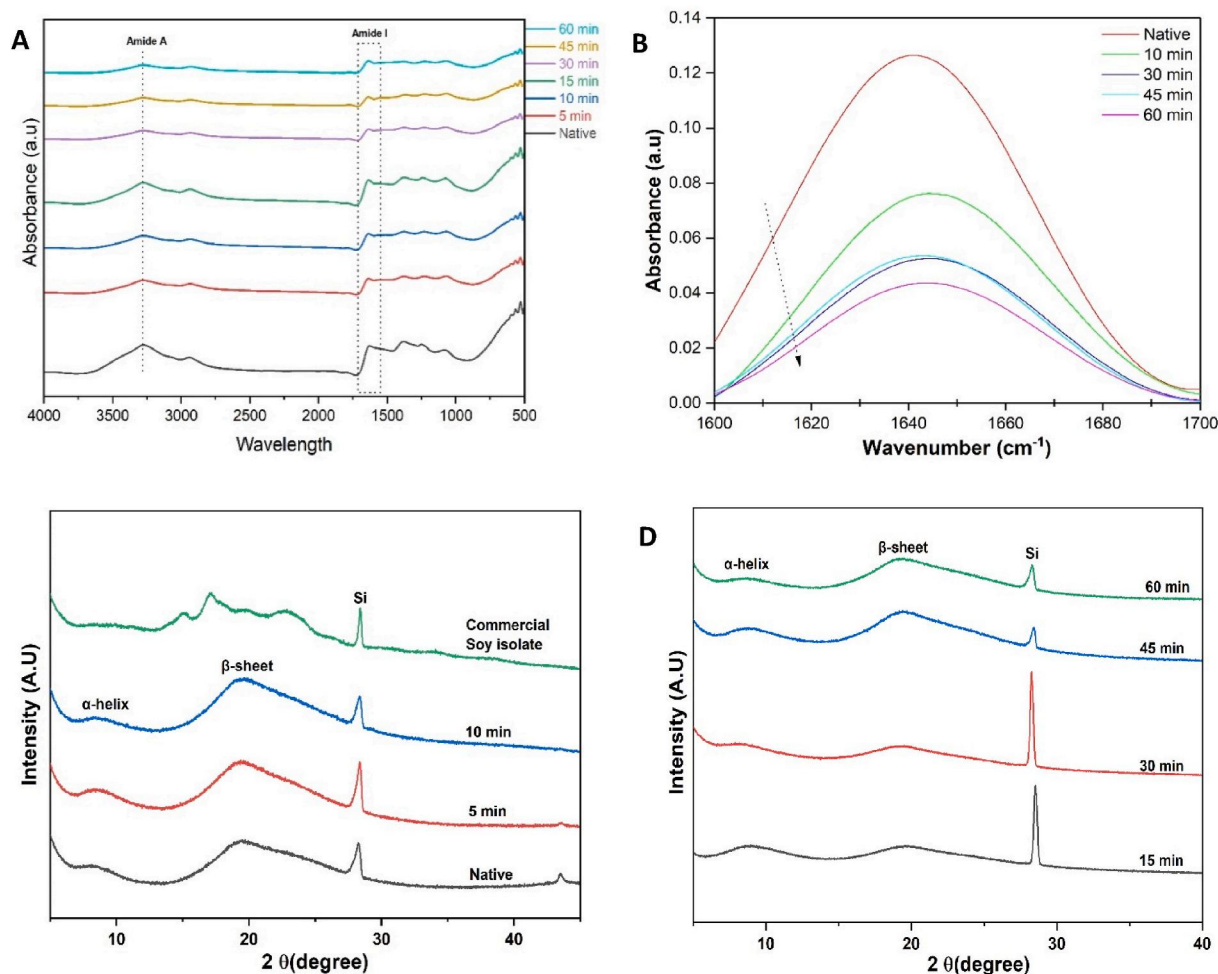 A
Amide A
Amide I
60 min
45 min
30 min
15 min
10 min
5 min
Native
Absorbance (a.u)
4000 3500 3000 2500 2000 1500 1000 500
Wavelength
B
0.14
0.12
0.10
0.08
0.06
0.04
0.02
0.00
Absorbance (a.u)
Native
10 min
30 min
45 min
60 min
1600 1620 1640 1660 1680 1700
Wavenumber (cm-1)
Intensity (A.U)
Si
Commercial
Soy isolate
β-sheet
α-helix
10 min
5 min
Native
10 20 30 40
2 θ(degree)
D
Intensity (A.U)
α-helix
β-sheet
Si
60 min
45 min
30 min
15 min
10 20 30 40
2 θ(degree)